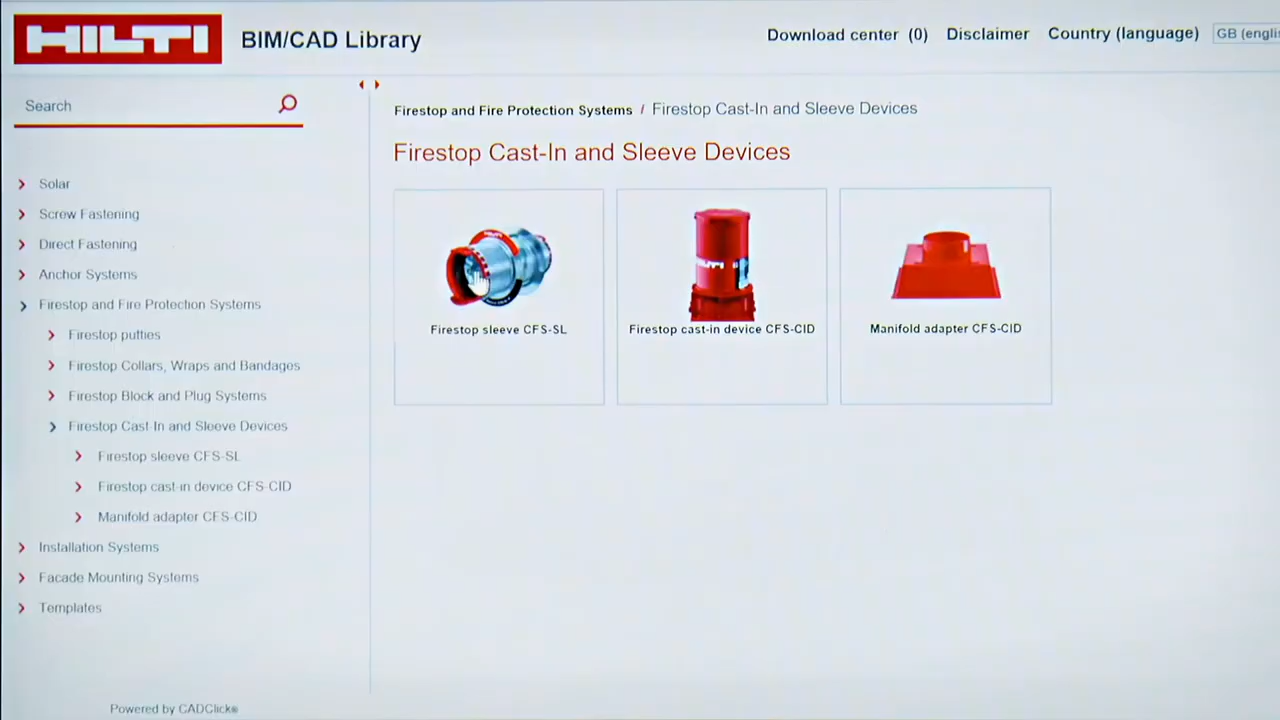 HILTI BIM/CAD Library
Download center (0) Disclaimer Country (language) GB
Search
Solar
Screw Fastening
Direct Fastening
Anchor Systems
Firestop and Fire Protection Systems
Firestop putties
Firestop Collars, Wraps and Bandages
Firestop Block and Plug Systems
Firestop Cast-In and Sleeve Devices
Firestop sleeve CFS-SL
Firestop cast-in device CFS-CID
Manifold adapter CFS-CID
Installation Systems
Facade Mounting Systems
Templates
Powered by CADClick®
Firestop and Fire Protection Systems / Firestop Cast-In and Sleeve Devices
Firestop Cast-In and Sleeve Devices
HILTI
HILTI
Firestop sleeve CFS-SL
Firestop cast-in device CFS-CID
Manifold adapter CFS-CID